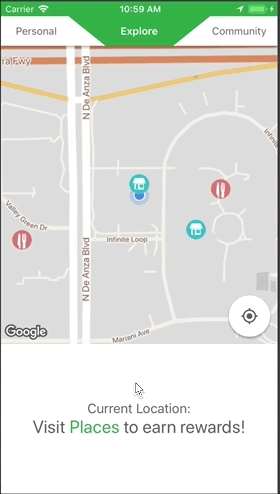 Carrier 10:59 AM
Personal Explore Community
ra Fwy
N De Anza Blvd
Valley Green Dr
Infinite Loop
N De Anza Blvd
Mariani Ave
Infinite
Google
Current Location:
Visit Places to earn rewards!